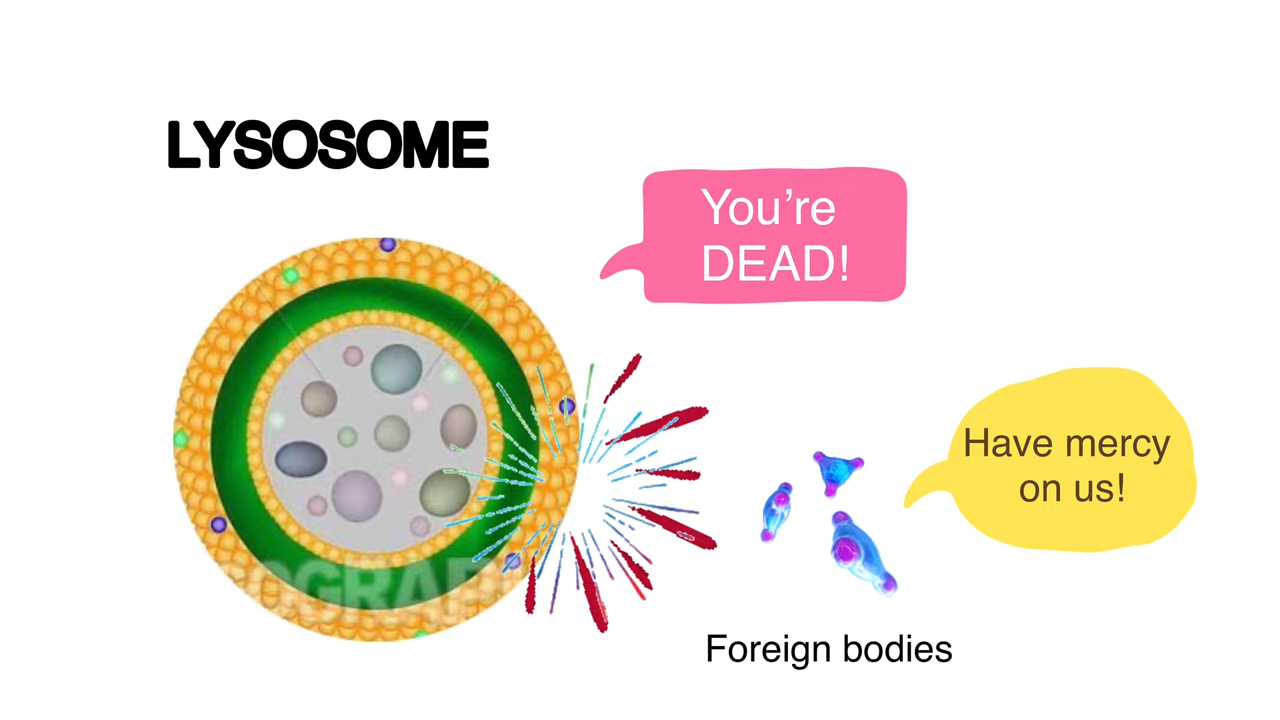 LYSOSOME
You're
DEAD!
Have mercy
on us!
Foreign bodies